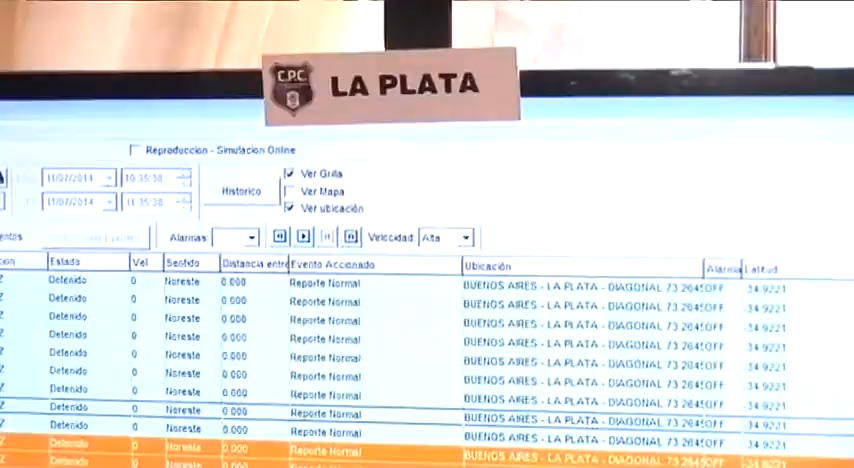 C.P.C. LA PLATA
Reproduccion - Simulacion Online
11/07/2014 10:35:38 Ver Grilla
Historico Ver Mapa
11/07/2014 11:35:38 Ver ubicación
Alarmas: Velocidad: Alta
Estado Vel Sentido Distancia entre Evento Accionado Ubicación Alarma Latitud
Z Detenido 0 Noreste 0.000 Reporte Normal BUENOS AIRES - LA PLATA - DIAGONAL 73 2645 OFF -34.9221
Z Detenido 0 Noreste 0.000 Reporte Normal BUENOS AIRES - LA PLATA - DIAGONAL 73 2645 OFF -34.9221
Z Detenido 0 Noreste 0.000 Reporte Normal BUENOS AIRES - LA PLATA - DIAGONAL 73 2645 OFF -34.9221
Z Detenido 0 Noreste 0.000 Reporte Normal BUENOS AIRES - LA PLATA - DIAGONAL 73 2645 OFF -34.9221
Z Detenido 0 Noreste 0.000 Reporte Normal BUENOS AIRES - LA PLATA - DIAGONAL 73 2645 OFF -34.9221
Z Detenido 0 Noreste 0.000 Reporte Normal BUENOS AIRES - LA PLATA - DIAGONAL 73 2645 OFF -34.9221
Z Detenido 0 Noreste 0.000 Reporte Normal BUENOS AIRES - LA PLATA - DIAGONAL 73 2645 OFF -34.9221
Z Detenido 0 Noreste 0.000 Reporte Normal BUENOS AIRES - LA PLATA - DIAGONAL 73 2645 OFF -34.9221
Z Detenido 0 Noreste 0.000 Reporte Normal BUENOS AIRES - LA PLATA - DIAGONAL 73 2645 OFF -34.9221
Z Detenido 0 Noreste 0.000 Reporte Normal BUENOS AIRES - LA PLATA - DIAGONAL 73 2645 OFF -34.9221
Z Detenido 0 Noreste 0.000 Reporte Normal